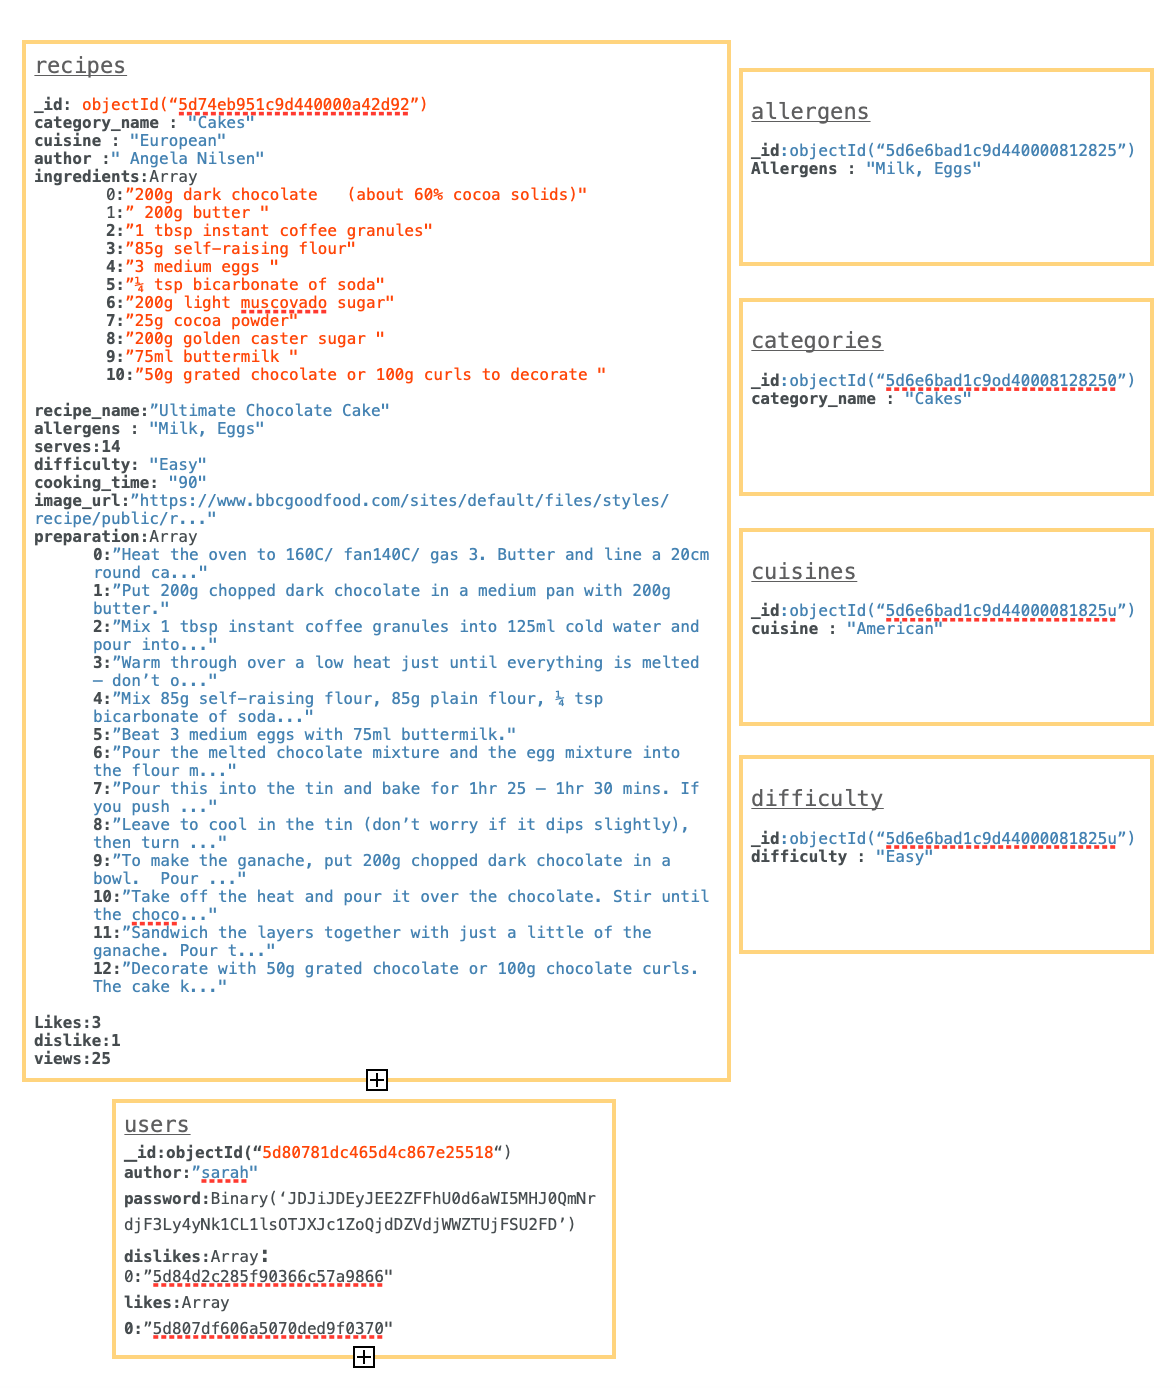 recipes
_id: objectId(“5d74eb951c9d440000a42d92”)
category_name : "Cakes"
cuisine : "European"
author :" Angela Nilsen"
ingredients:Array
0:”200g dark chocolate   (about 60% cocoa solids)"
1:” 200g butter "
2:”1 tbsp instant coffee granules"
3:”85g self-raising flour"
4:”3 medium eggs "
5:”¼ tsp bicarbonate of soda"
6:”200g light muscovado sugar"
7:”25g cocoa powder"
8:”200g golden caster sugar "
9:”75ml buttermilk "
10:”50g grated chocolate or 100g curls to decorate "
recipe_name:”Ultimate Chocolate Cake"
allergens : "Milk, Eggs"
serves:14
difficulty: "Easy"
cooking_time: "90"
image_url:”https://www.bbcgoodfood.com/sites/default/files/styles/
recipe/public/r..."
preparation:Array
0:”Heat the oven to 160C/ fan140C/ gas 3. Butter and line a 20cm
round ca..."
1:”Put 200g chopped dark chocolate in a medium pan with 200g
butter."
2:”Mix 1 tbsp instant coffee granules into 125ml cold water and
pour into..."
3:”Warm through over a low heat just until everything is melted
– don’t o..."
4:”Mix 85g self-raising flour, 85g plain flour, ¼ tsp
bicarbonate of soda..."
5:”Beat 3 medium eggs with 75ml buttermilk."
6:”Pour the melted chocolate mixture and the egg mixture into
the flour m..."
7:”Pour this into the tin and bake for 1hr 25 – 1hr 30 mins. If
you push ..."
8:”Leave to cool in the tin (don’t worry if it dips slightly),
then turn ..."
9:”To make the ganache, put 200g chopped dark chocolate in a
bowl.  Pour ..."
10:”Take off the heat and pour it over the chocolate. Stir until
the choco..."
11:”Sandwich the layers together with just a little of the
ganache. Pour t..."
12:”Decorate with 50g grated chocolate or 100g chocolate curls.
The cake k..."
Likes:3
dislike:1
views:25
allergens
_id:objectId(“5d6e6bad1c9d440000812825”)
Allergens : "Milk, Eggs"
categories
_id:objectId(“5d6e6bad1c9od40008128250”)
category_name : "Cakes"
cuisines
_id:objectId(“5d6e6bad1c9d44000081825u”)
cuisine : "American"
difficulty
_id:objectId(“5d6e6bad1c9d44000081825u”)
difficulty : "Easy"
users
_id:objectId(“5d80781dc465d4c867e25518“)
author:”sarah"
password:Binary(‘JDJiJDEyJEE2ZFFhU0d6aWI5MHJ0QmNr
djF3Ly4yNk1CL1lsOTJXJc1ZoQjdDZVdjWWZTUjFSU2FD’)
dislikes:Array:
0:”5d84d2c285f90366c57a9866"
likes:Array
0:”5d807df606a5070ded9f0370"